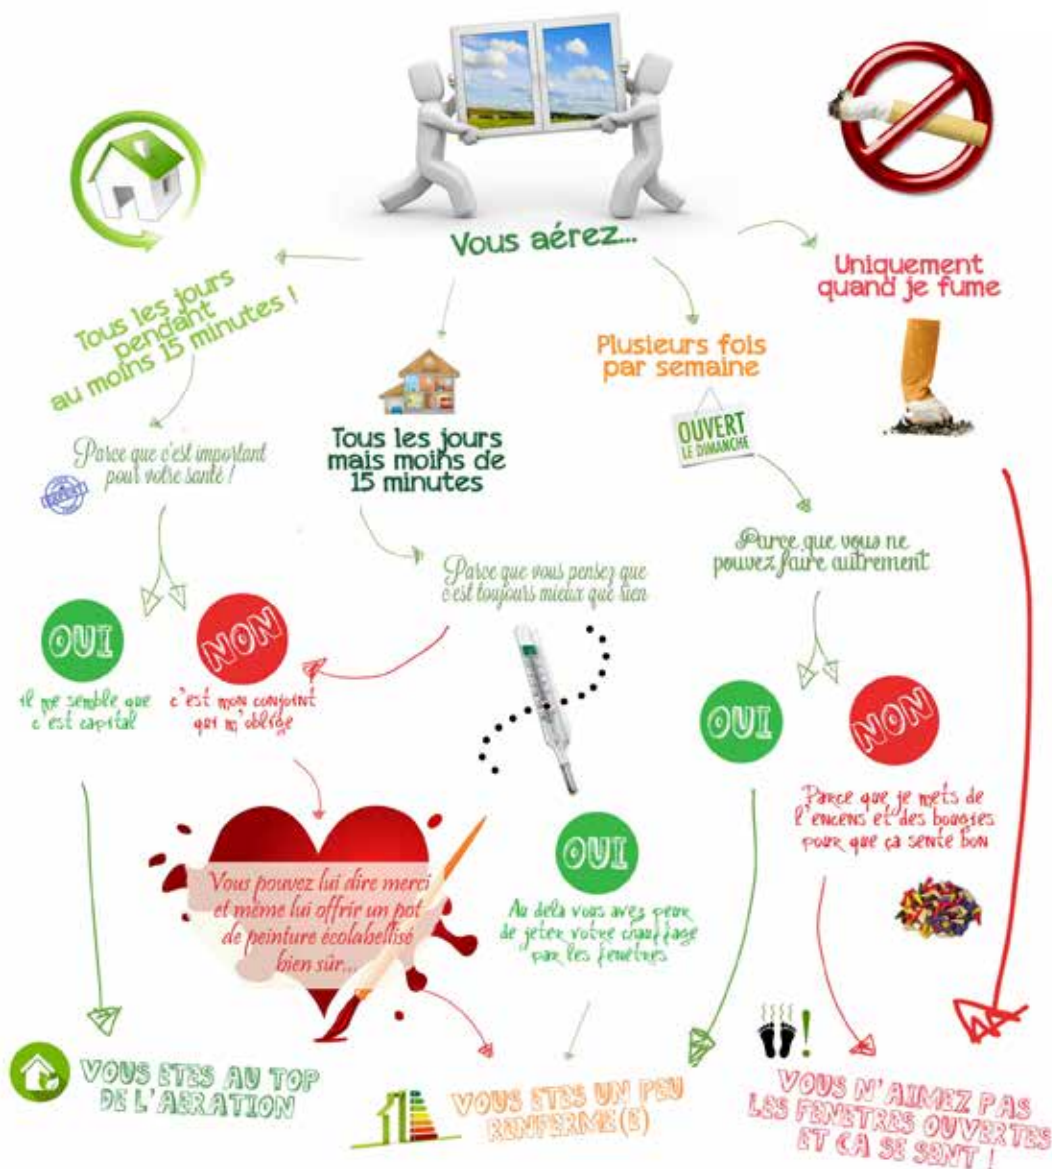 Vous aérez...
Tous les jours
pendant
au moins 15 minutes !
Parce que c'est important
pour votre santé !
EXPERT
OUI
il me semble que
c'est capital
NON
c'est mon conjoint
qui m'oblige
Vous pouvez lui dire merci
et même lui offrir un pot
de peinture écolabellisé
bien sûr...
VOUS ETES AU TOP
DE L'AERATION
Tous les jours
mais moins de
15 minutes
Parce que vous pensez que
c'est toujours mieux que rien
OUI
Au delà vous avez peur
de jeter votre chauffage
par les fenêtres
VOUS ETES UN PEU
RENFERME(E)
Plusieurs fois
par semaine
OUVERT
LE DIMANCHE
Parce que vous ne
pouvez faire autrement
OUI
NON
Parce que je mets de
l'encens et des bougies
pour que ça sente bon
Uniquement
quand je fume
VOUS N'AIMEZ PAS
LES FENETRES OUVERTES
ET CA SE SENT !